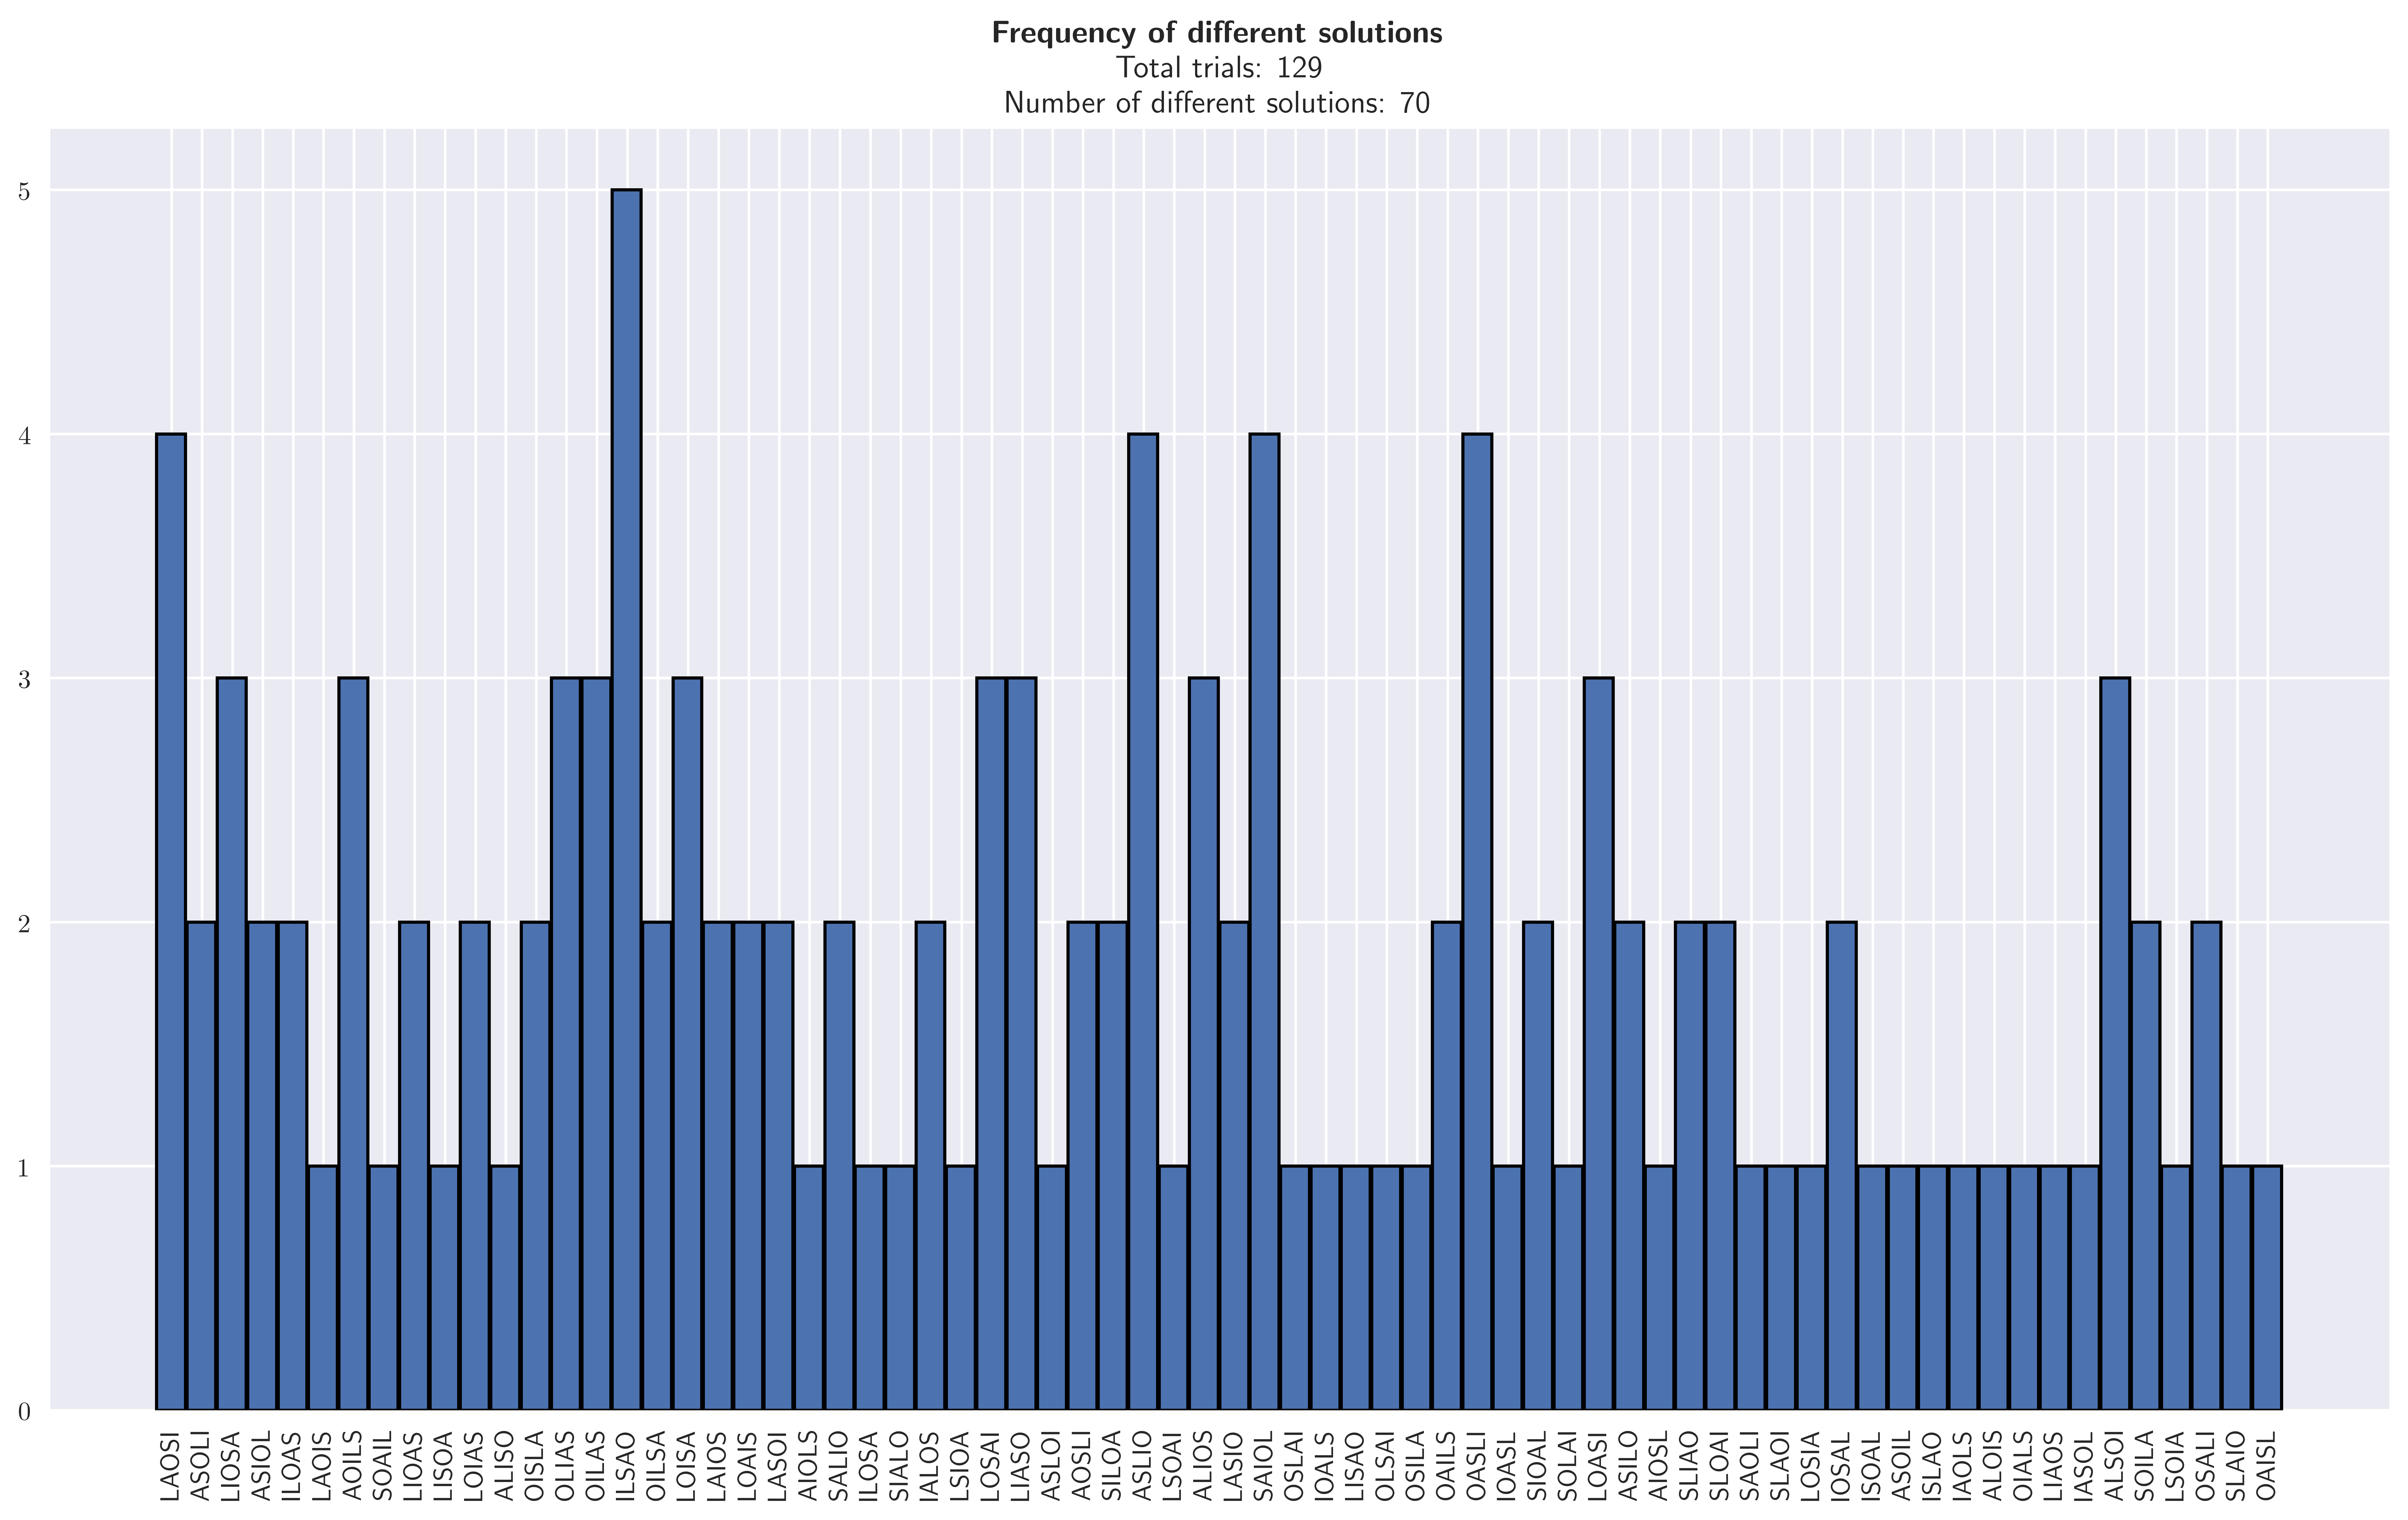 Frequency of different solutions
Total trials: 129
Number of different solutions: 70
5
4
3
2
1
0
LAOSI
ASOLI
LIOSA
ASIOL
ILOAS
LAOIS
AOILS
SOAIL
LIOAS
LISOA
LOIAS
ALISO
OISLA
OLIAS
OILAS
ILSAO
OILSA
LOISA
LAIOS
LOAIS
LASOI
AIOLS
SALIO
ILOSA
SIALO
IALOS
LSIOA
LOSAI
LIASO
ASLOI
AOSLI
SILOA
ASLIO
LSOAI
ALIOS
LASIO
SAIOL
OSLAI
IOALS
LISAO
OLSAI
OSILA
OAILS
OASLI
IOASL
SIOAL
SOLAI
LOASI
ASILO
AIOSL
SLIAO
SLOAI
SAOLI
SLAOI
LOSIA
IOSAL
ISOAL
ASOIL
ISLAO
IAOLS
ALOIS
OIALS
LIAOS
IASOL
ALSOI
SOILA
LSOIA
OSALI
SLAIO
OAISL